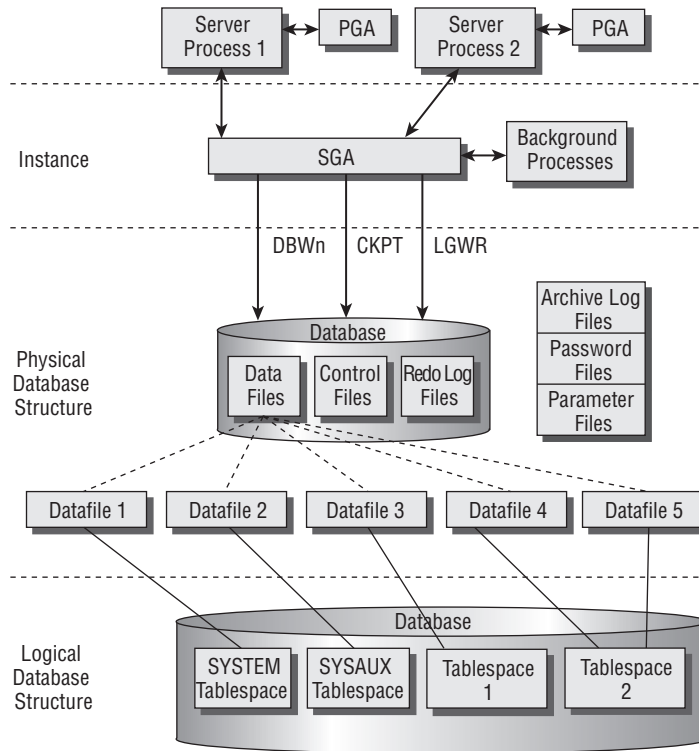 Server
Process 1
PGA
Server
Process 2
PGA
Instance
SGA
Background
Processes
DBWn
CKPT
LGWR
Physical
Database
Structure
Database
Data
Files
Control
Files
Redo Log
Files
Archive Log
Files
Password
Files
Parameter
Files
Datafile 1
Datafile 2
Datafile 3
Datafile 4
Datafile 5
Logical
Database
Structure
Database
SYSTEM
Tablespace
SYSAUX
Tablespace
Tablespace
1
Tablespace
2